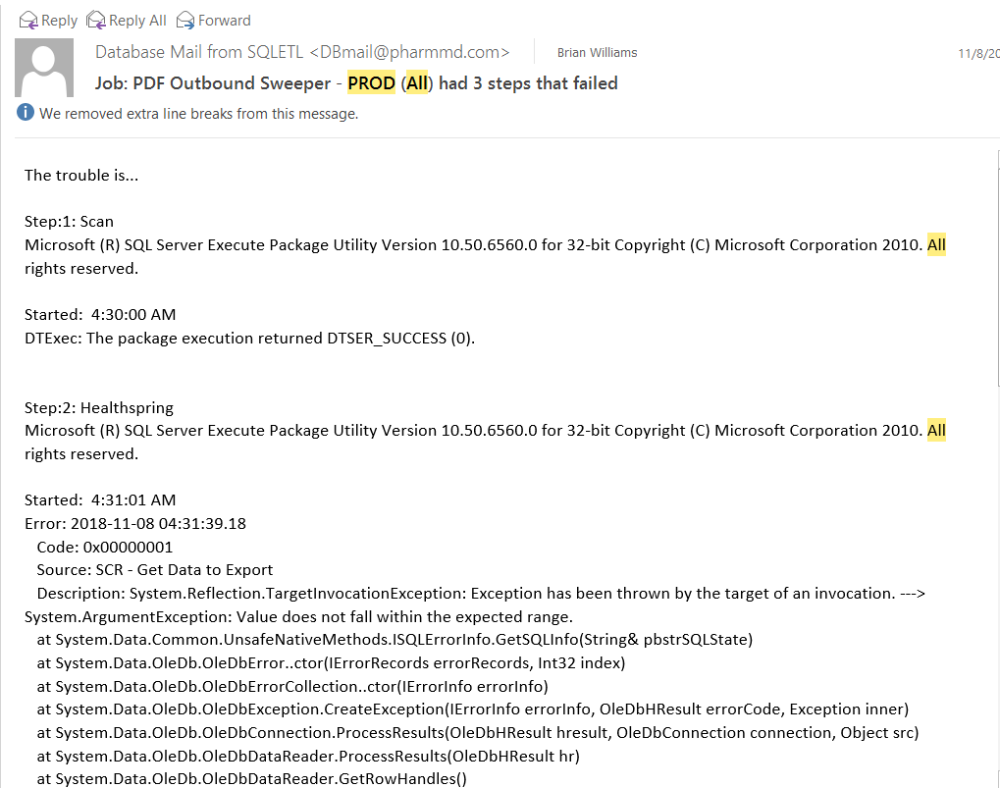 Reply Reply All Forward
Database Mail from SQLETL <DBmail@pharmmd.com> Brian Williams 11/8/20
Job: PDF Outbound Sweeper - PROD (All) had 3 steps that failed
We removed extra line breaks from this message.
The trouble is...
Step:1: Scan
Microsoft (R) SQL Server Execute Package Utility Version 10.50.6560.0 for 32-bit Copyright (C) Microsoft Corporation 2010. All
rights reserved.
Started:  4:30:00 AM
DTExec: The package execution returned DTSER_SUCCESS (0).
Step:2: Healthspring
Microsoft (R) SQL Server Execute Package Utility Version 10.50.6560.0 for 32-bit Copyright (C) Microsoft Corporation 2010. All
rights reserved.
Started:  4:31:01 AM
Error: 2018-11-08 04:31:39.18
Code: 0x00000001
Source: SCR - Get Data to Export
Description: System.Reflection.TargetInvocationException: Exception has been thrown by the target of an invocation. --->
System.ArgumentException: Value does not fall within the expected range.
at System.Data.Common.UnsafeNativeMethods.ISQLErrorInfo.GetSQLInfo(String& pbstrSQLState)
at System.Data.OleDb.OleDbError..ctor(IErrorRecords errorRecords, Int32 index)
at System.Data.OleDb.OleDbErrorCollection..ctor(IErrorInfo errorInfo)
at System.Data.OleDb.OleDbException.CreateException(IErrorInfo errorInfo, OleDbHResult errorCode, Exception inner)
at System.Data.OleDb.OleDbConnection.ProcessResults(OleDbHResult hresult, OleDbConnection connection, Object src)
at System.Data.OleDb.OleDbDataReader.ProcessResults(OleDbHResult hr)
at System.Data.OleDb.OleDbDataReader.GetRowHandles()